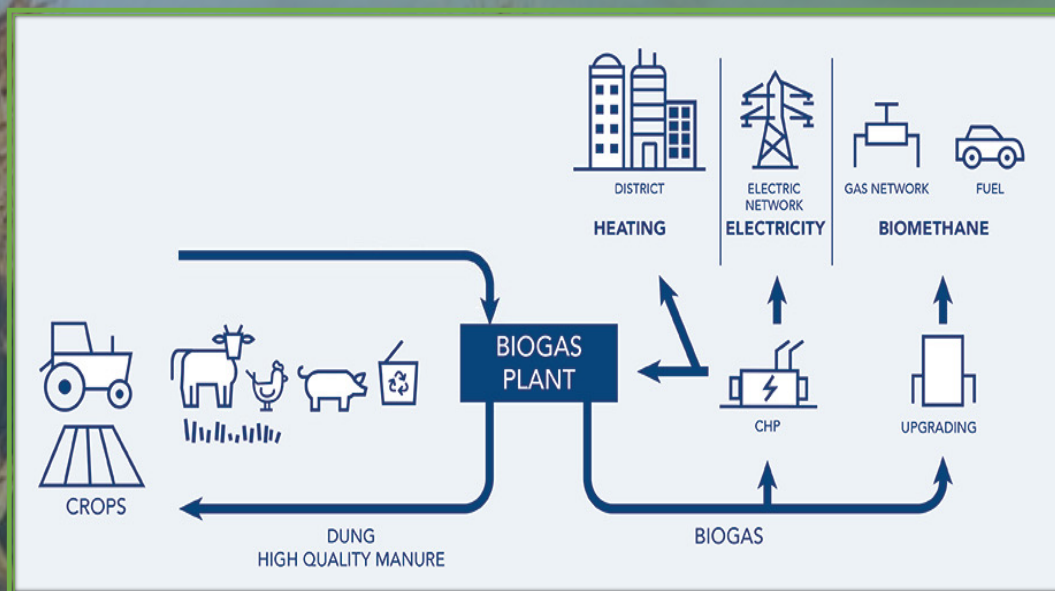 DISTRICT
HEATING
ELECTRIC
NETWORK
ELECTRICITY
GAS NETWORK
FUEL
BIOMETHANE
BIOGAS
PLANT
CHP
UPGRADING
CROPS
DUNG
HIGH QUALITY MANURE
BIOGAS